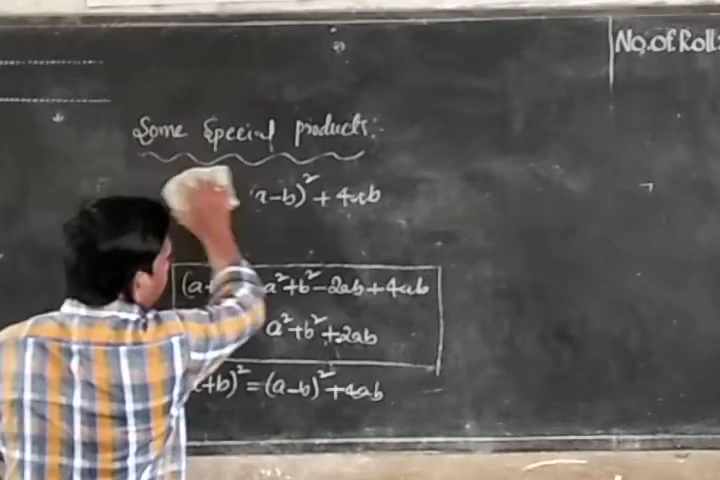 No. of Roll
Some Special products:
a-b)² + 4ab
(a+ a²+b²-2ab+4ab
a²+b²+2ab
+b)² = (a-b)²+4ab